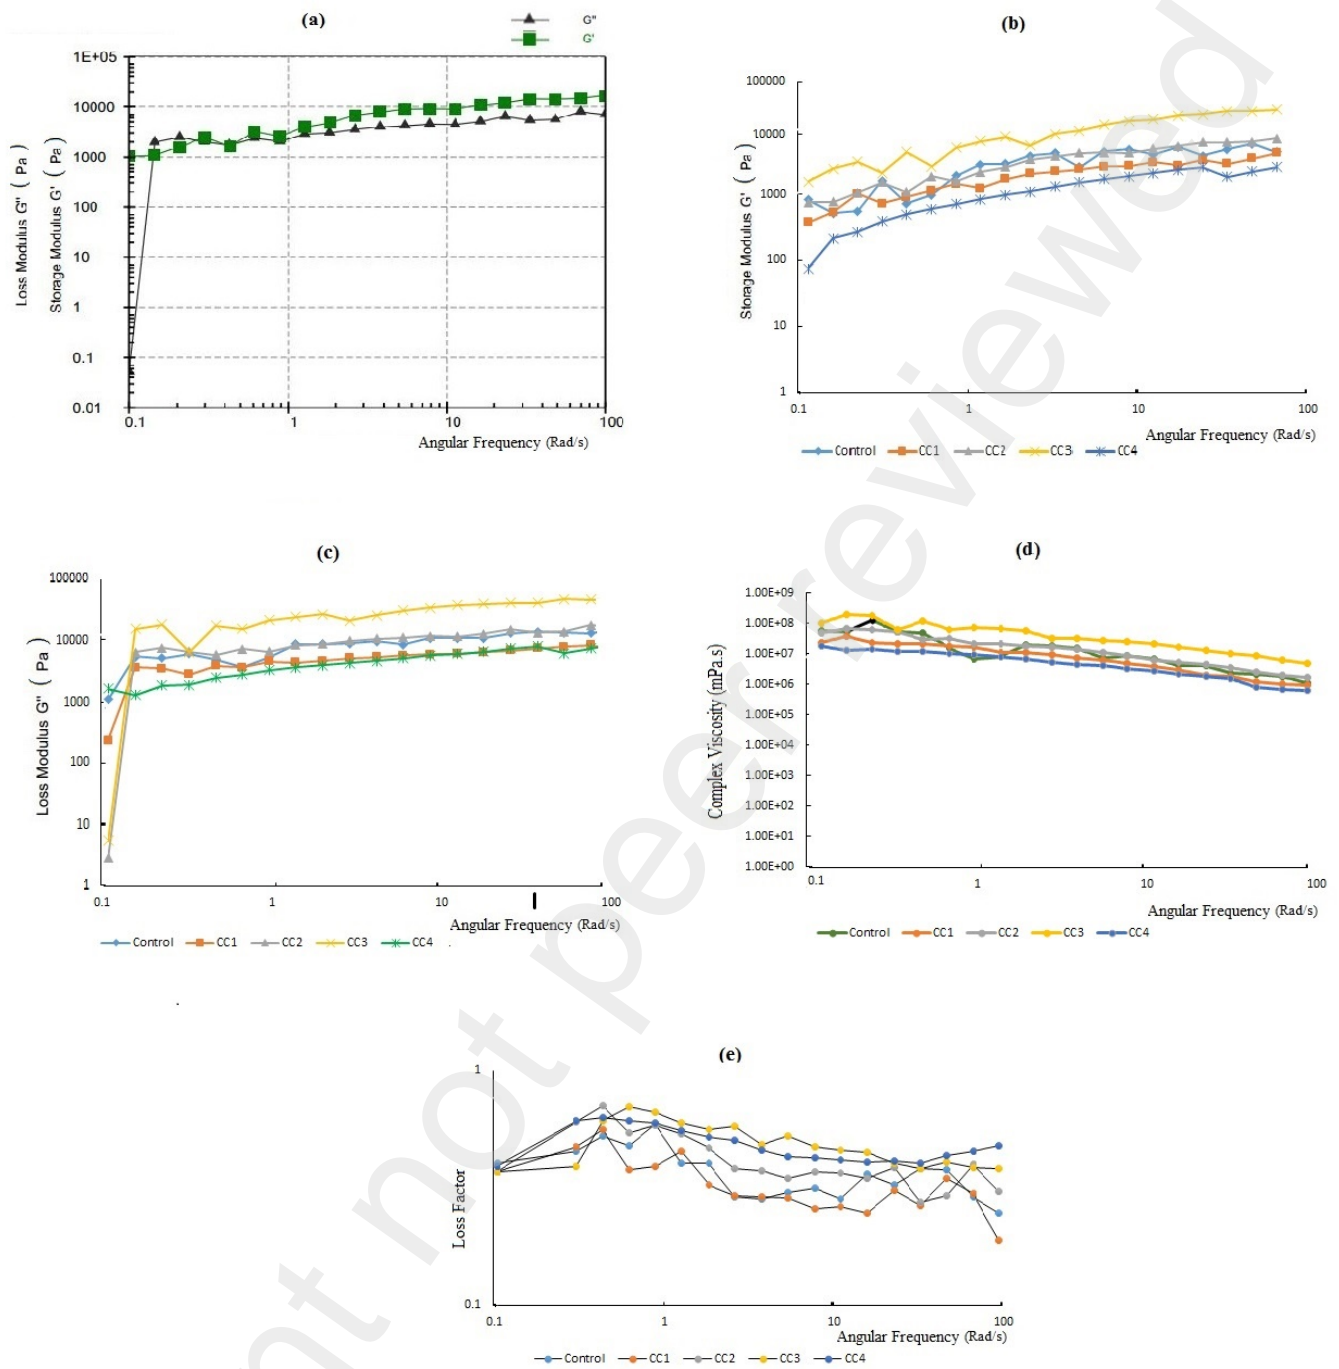 (a)
G"
G'
1E+05
10000
1000
100
10
1
0.1
0.01
0.1
1
10
100
Loss Modulus G" ( Pa )
Storage Modulus G' ( Pa )
Angular Frequency (Rad/s)
(b)
100000
10000
1000
100
10
1
0.1
1
10
100
Storage Modulus G' ( Pa )
Angular Frequency (Rad/s)
Control CC1 CC2 CC3 CC4
(c)
100000
10000
1000
100
10
1
0.1
1
10
100
Loss Modulus G" ( Pa )
Angular Frequency (Rad/s)
Control CC1 CC2 CC3 CC4
(d)
1.00E+09
1.00E+08
1.00E+07
1.00E+06
1.00E+05
1.00E+04
1.00E+03
1.00E+02
1.00E+01
1.00E+00
0.1
1
10
100
Complex Viscosity (mPa.s)
Angular Frequency (Rad/s)
Control CC1 CC2 CC3 CC4
(e)
1
0.1
0.1
1
10
100
Loss Factor
Angular Frequency (Rad/s)
Control CC1 CC2 CC3 CC4
nt not peer reviewed